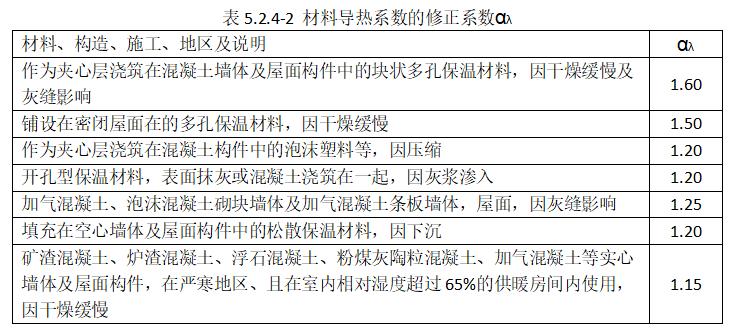 表 5.2.4-2 材料导热系数的修正系数αλ
材料、构造、施工、地区及说明 αλ
作为夹心层浇筑在混凝土墙体及屋面构件中的块状多孔保温材料，因干燥缓慢及
灰缝影响 1.60
铺设在密闭屋面在的多孔保温材料，因干燥缓慢 1.50
作为夹心层浇筑在混凝土构件中的泡沫塑料等，因压缩 1.20
开孔型保温材料，表面抹灰或混凝土浇筑在一起，因灰浆渗入 1.20
加气混凝土、泡沫混凝土砌块墙体及加气混凝土条板墙体，屋面，因灰缝影响 1.25
填充在空心墙体及屋面构件中的松散保温材料，因下沉 1.20
矿渣混凝土、炉渣混凝土、浮石混凝土、粉煤灰陶粒混凝土、加气混凝土等实心
墙体及屋面构件，在严寒地区、且在室内相对湿度超过 65%的供暖房间内使用，
因干燥缓慢 1.15